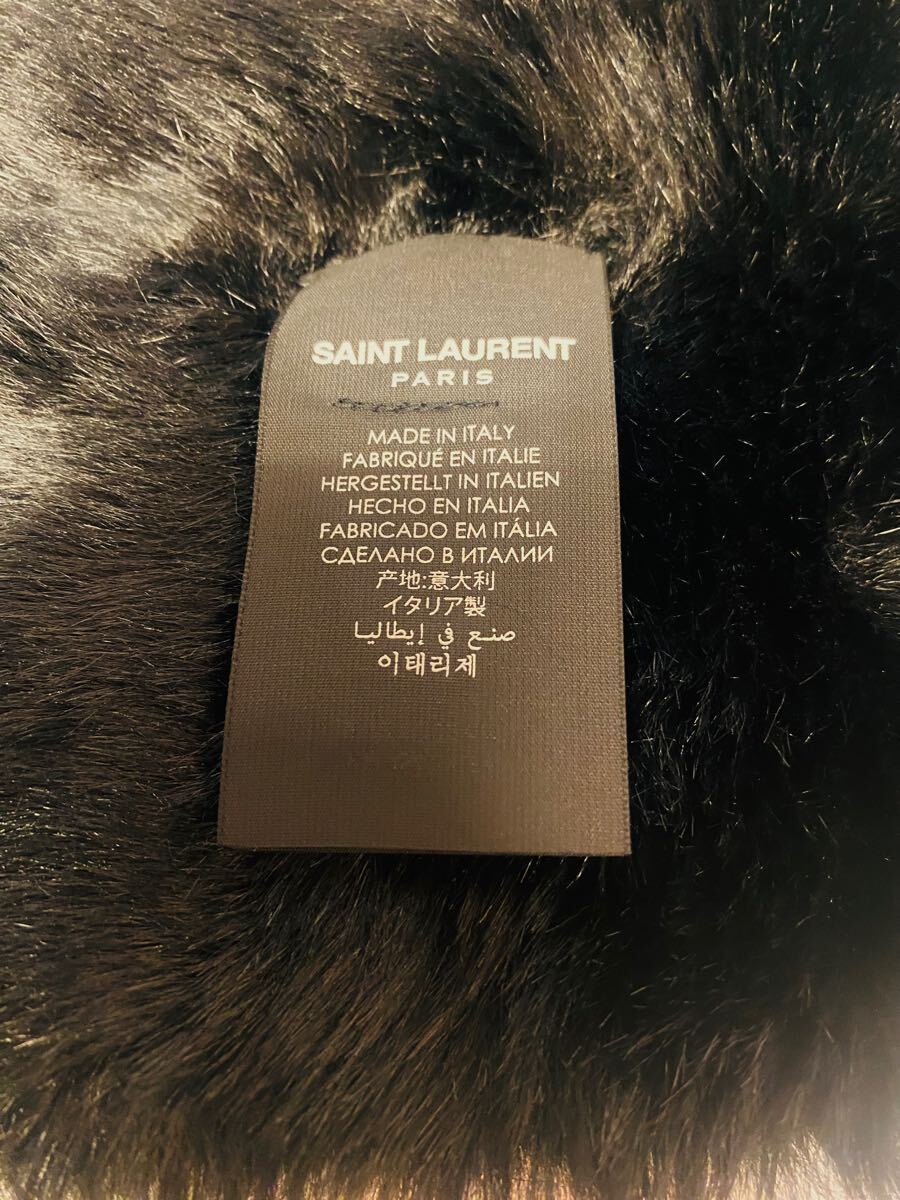 SAINT LAURENT
PARIS
MADE IN ITALY
FABRIQUÉ EN ITALIE
HERGESTELLT IN ITALIEN
HECHO EN ITALIA
FABRICADO EM ITÁLIA
СДЕЛАНО В ИТАЛИИ
产地:意大利
イタリア製
صنع في إيطاليا
이태리제